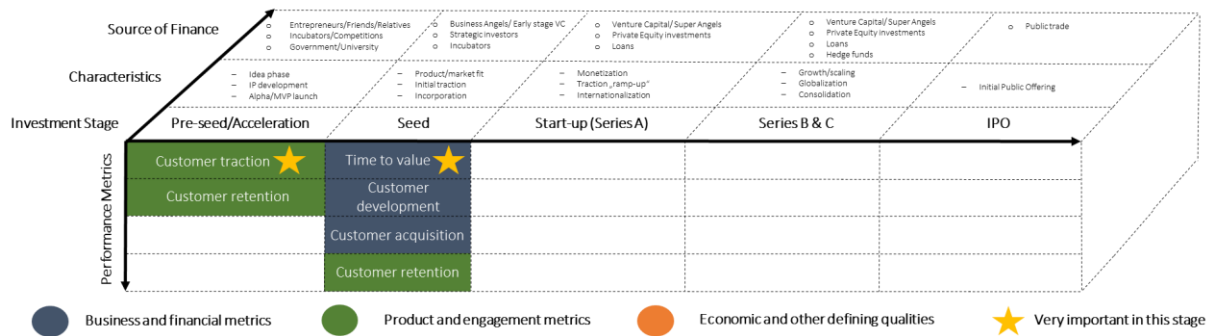 Source of Finance
o Entrepreneurs/Friends/Relatives
o Incubators/Competitions
o Government/University
o Business Angels/ Early stage VC
o Strategic investors
o Incubators
o Venture Capital/ Super Angels
o Private Equity investments
o Loans
o Venture Capital/ Super Angels
o Private Equity investments
o Loans
o Hedge funds
o Public trade
Characteristics
– Idea phase
– IP development
– Alpha/MVP launch
– Product/market fit
– Initial traction
– Incorporation
– Monetization
– Traction „ramp-up“
– Internationalization
– Growth/scaling
– Globalization
– Consolidation
– Initial Public Offering
Investment Stage
Pre-seed/Acceleration
Seed
Start-up (Series A)
Series B & C
IPO
Performance Metrics
Customer traction
Customer retention
Time to value
Customer
development
Customer acquisition
Customer retention
Business and financial metrics
Product and engagement metrics
Economic and other defining qualities
Very important in this stage